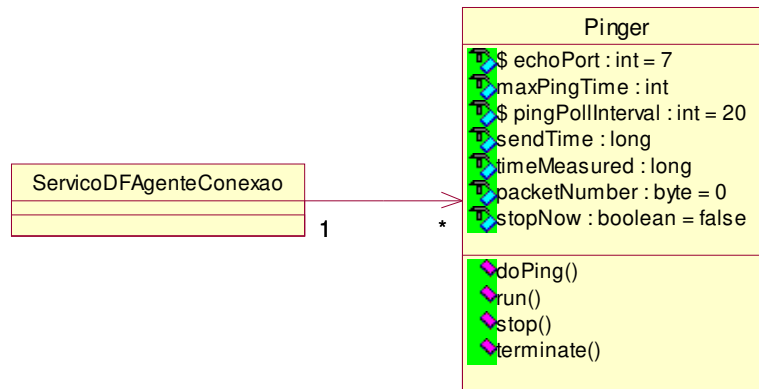 Pinger
$ echoPort : int = 7
maxPingTime : int
$ pingPollInterval : int = 20
sendTime : long
timeMeasured : long
packetNumber : byte = 0
stopNow : boolean = false
ServicoDFAgenteConexao
1
*
doPing()
run()
stop()
terminate()